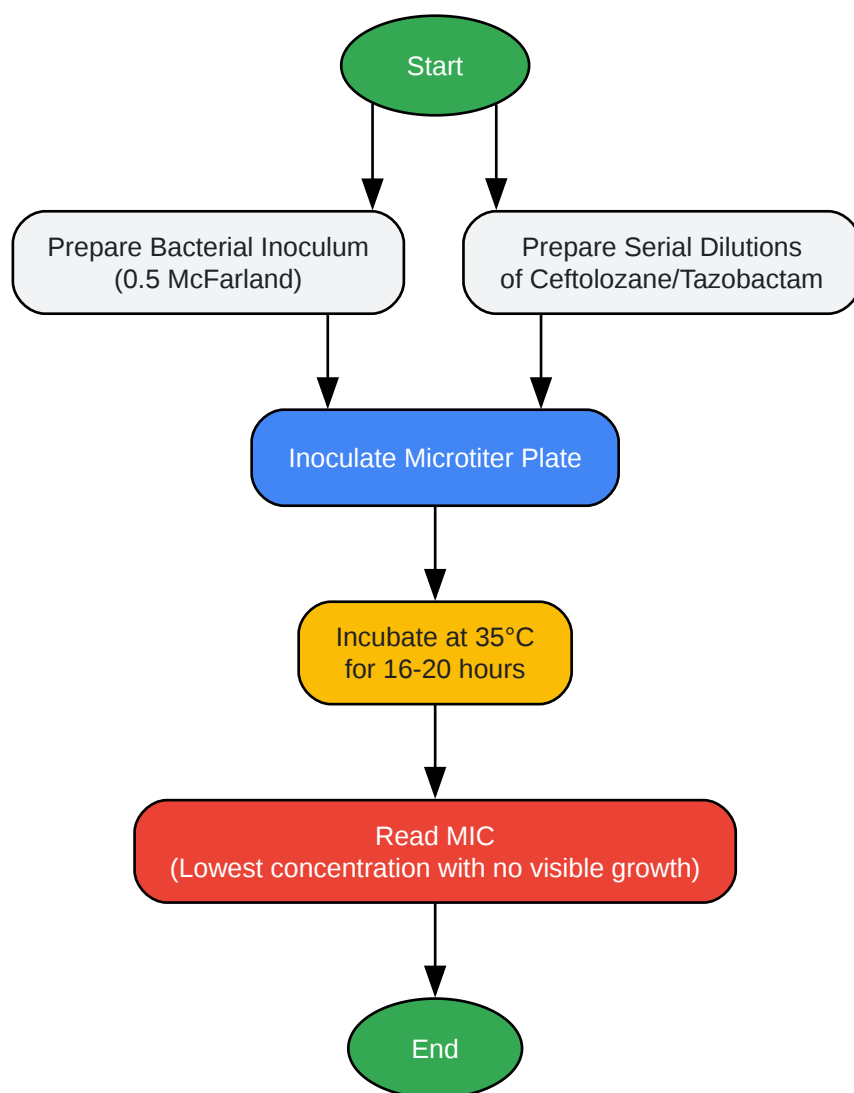 Start
Prepare Bacterial Inoculum
(0.5 McFarland)
Prepare Serial Dilutions
of Ceftolozane/Tazobactam
Inoculate Microtiter Plate
Incubate at 35°C
for 16-20 hours
Read MIC
(Lowest concentration with no visible growth)
End